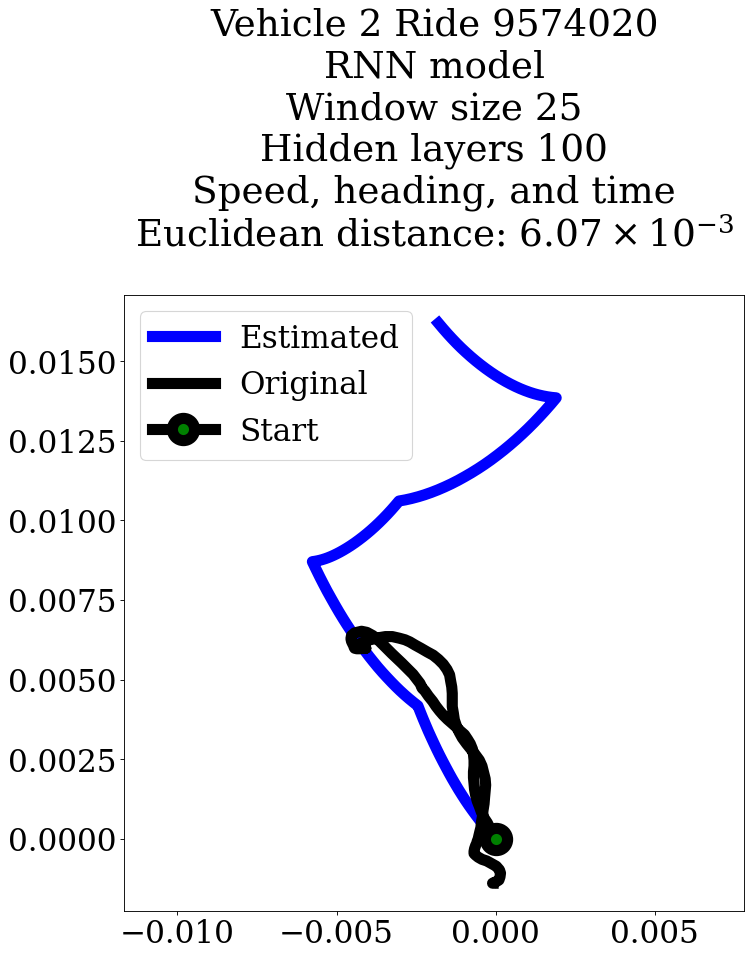 Vehicle 2 Ride 9574020
RNN model
Window size 25
Hidden layers 100
Speed, heading, and time
Euclidean distance: 6.07 × 10⁻³
Estimated
Original
Start
0.0150
0.0125
0.0100
0.0075
0.0050
0.0025
0.0000
−0.010 −0.005 0.000 0.005